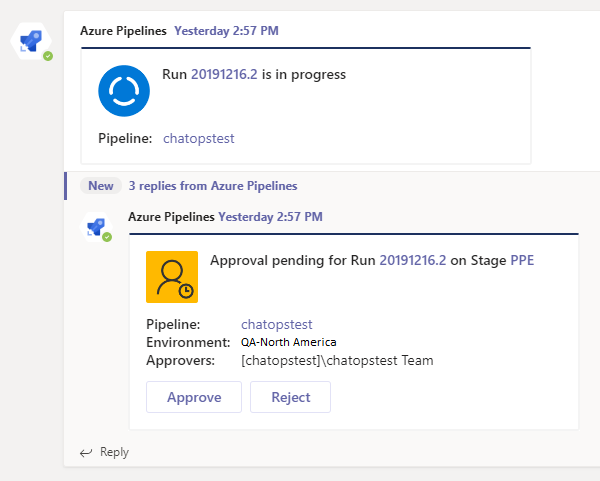 Azure Pipelines Yesterday 2:57 PM
Run 20191216.2 is in progress
Pipeline: chatopstest
New 3 replies from Azure Pipelines
Azure Pipelines Yesterday 2:57 PM
Approval pending for Run 20191216.2 on Stage PPE
Pipeline: chatopstest
Environment: QA-North America
Approvers: [chatopstest]\chatopstest Team
Approve Reject
Reply